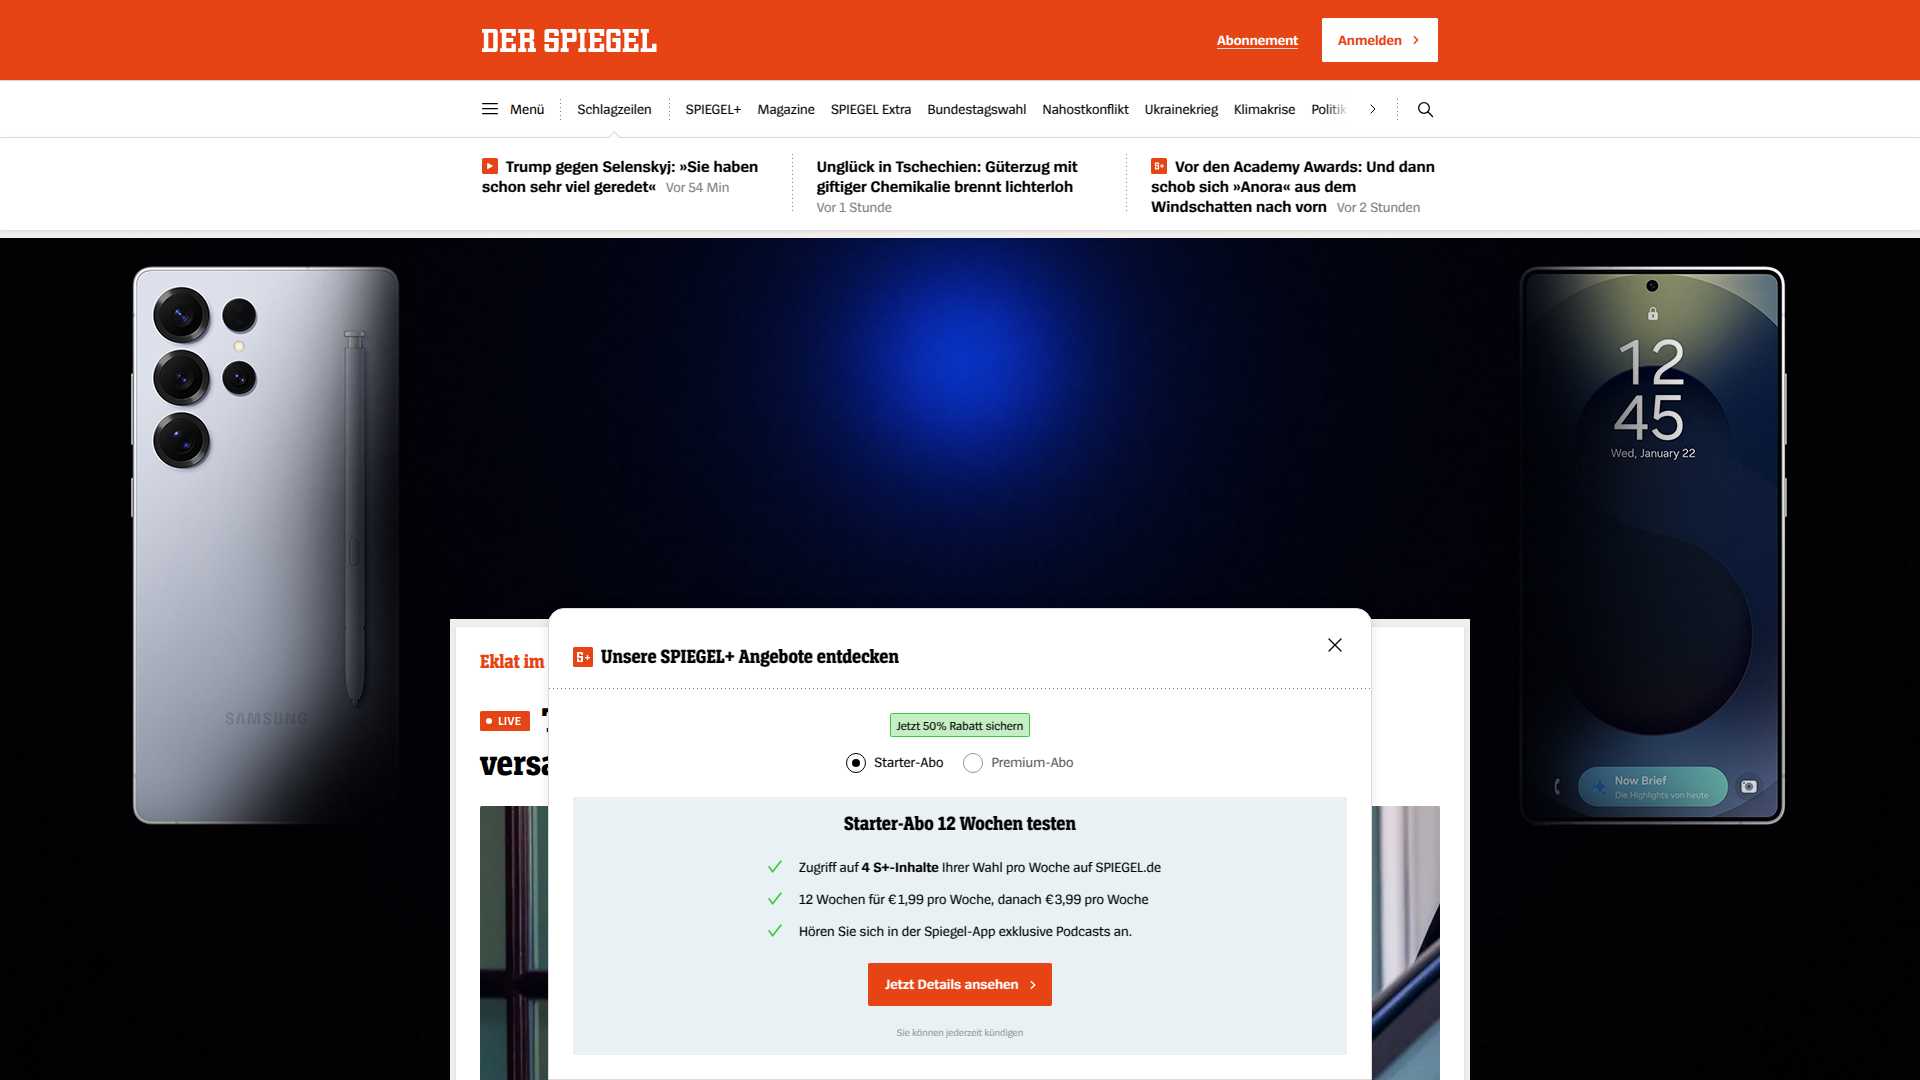 DER SPIEGEL
Abonnement
Anmelden
Menü
Schlagzeilen
SPIEGEL+
Magazine
SPIEGEL Extra
Bundestagswahl
Nahostkonflikt
Ukrainekrieg
Klimakrise
Politik
Trump gegen Selenskyj: »Sie haben
schon sehr viel geredet« Vor 54 Min
Unglück in Tschechien: Güterzug mit
giftiger Chemikalie brennt lichterloh
Vor 1 Stunde
S+ Vor den Academy Awards: Und dann
schob sich »Anora« aus dem
Windschatten nach vorn Vor 2 Stunden
SAMSUNG
12
45
Wed, January 22
Now Brief
Die Highlights von heute
Eklat im
LIVE
versa
S+ Unsere SPIEGEL+ Angebote entdecken
Jetzt 50% Rabatt sichern
Starter-Abo
Premium-Abo
Starter-Abo 12 Wochen testen
Zugriff auf 4 S+-Inhalte Ihrer Wahl pro Woche auf SPIEGEL.de
12 Wochen für €1,99 pro Woche, danach €3,99 pro Woche
Hören Sie sich in der Spiegel-App exklusive Podcasts an.
Jetzt Details ansehen
Sie können jederzeit kündigen